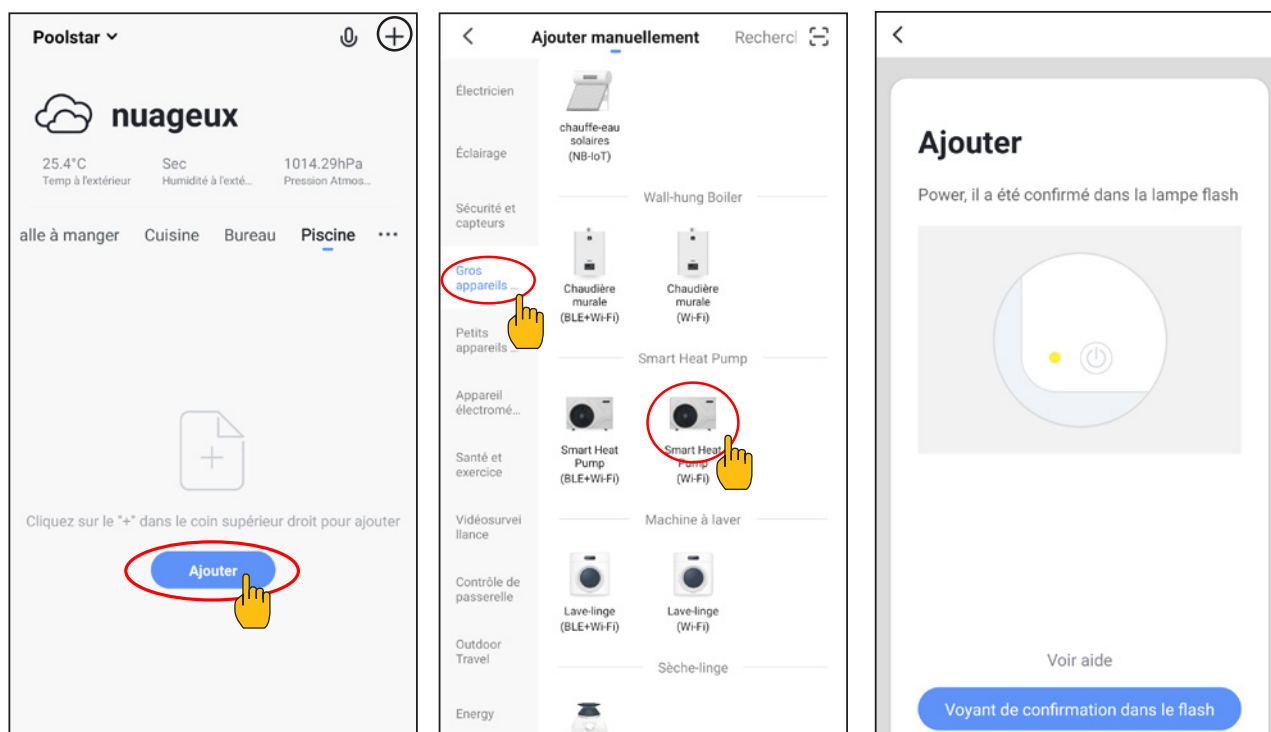 Poolstar
nuageux
25.4°C Sec 1014.29hPa
Temp à l'extérieur Humidité à l'exté... Pression Atmos...
alle à manger Cuisine Bureau Piscine ...
Cliquez sur le "+" dans le coin supérieur droit pour ajouter
Ajouter
Ajouter manuellement Recherc
Électricien
Éclairage
Sécurité et
capteurs
Gros
appareils ...
Petits
appareils ...
Appareil
électromé...
Santé et
exercice
Vidéosurvei
llance
Contrôle de
passerelle
Outdoor
Travel
Energy
chauffe-eau
solaires
(NB-IoT)
Wall-hung Boiler
Chaudière
murale
(BLE+Wi-Fi)
Chaudière
murale
(Wi-Fi)
Smart Heat Pump
Smart Heat
Pump
(BLE+Wi-Fi)
Smart Heat
Pump
(Wi-Fi)
Machine à laver
Lave-linge
(BLE+Wi-Fi)
Lave-linge
(Wi-Fi)
Sèche-linge
Ajouter
Power, il a été confirmé dans la lampe flash
Voir aide
Voyant de confirmation dans le flash